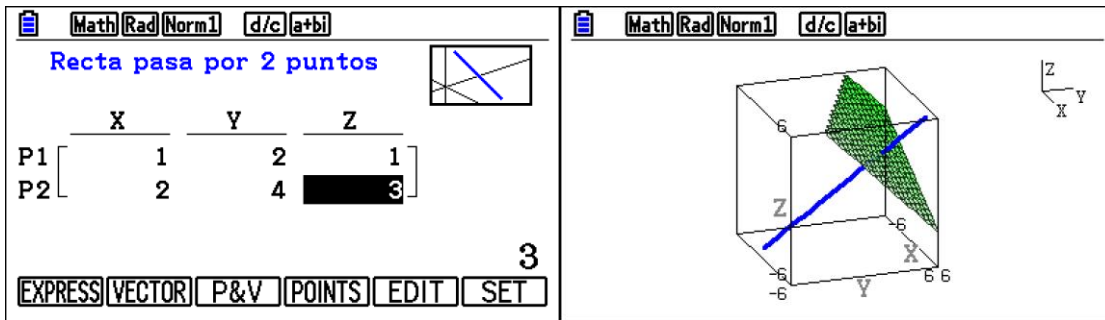 Math Rad Norm1 d/c a+bi
Recta pasa por 2 puntos
X Y Z
P1 1 2 1
P2 2 4 3
3
EXPRESS VECTOR P&V POINTS EDIT SET
Math Rad Norm1 d/c a+bi
Z
Y
X
6
Z
-6
X
-6
6 6
-6
Y